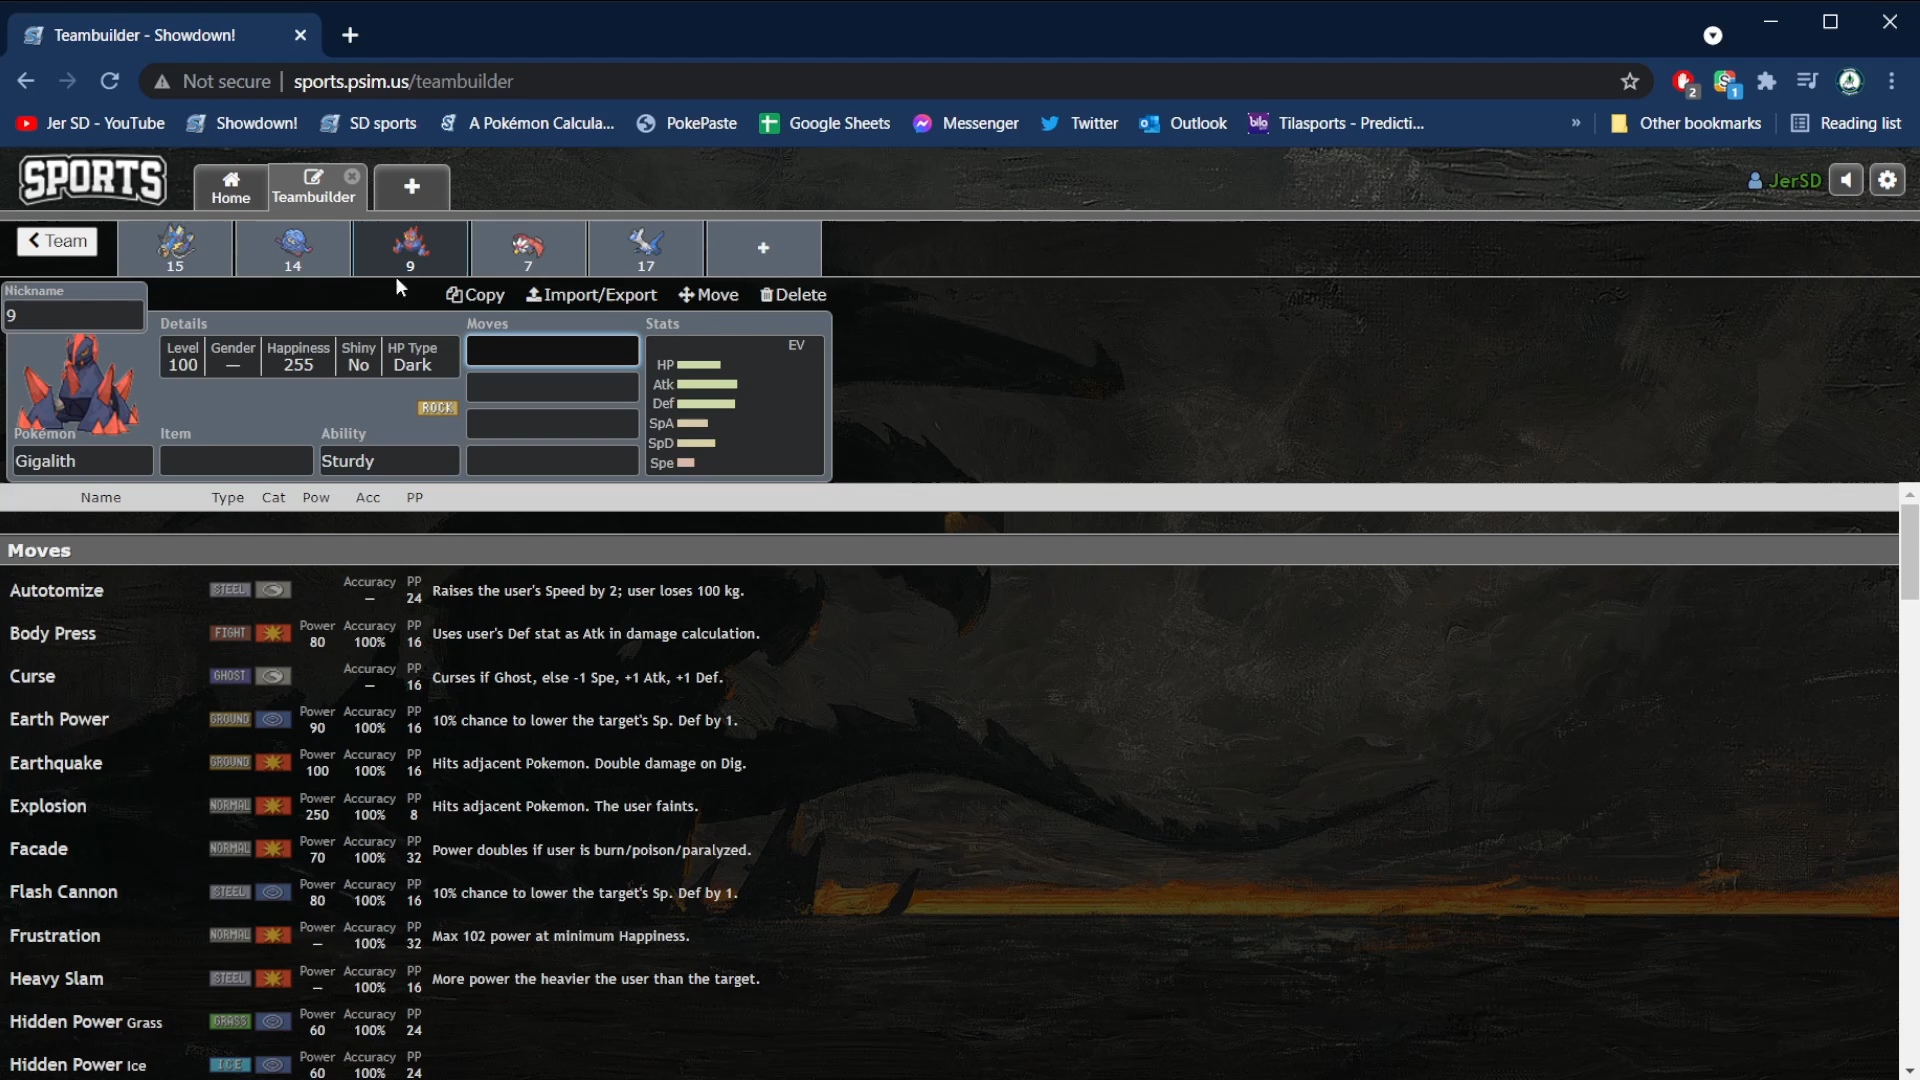 Teambuilder - Showdown!
Not secure | sports.psim.us/teambuilder
2
1
Jer SD - YouTube
Showdown!
SD sports
A Pokémon Calcula...
PokePaste
Google Sheets
Messenger
Twitter
Outlook
bilo
Tilasports - Predicti...
»
Other bookmarks
Reading list
SPORTS
Home
Teambuilder
JerSD
Team
15
14
9
7
17
Nickname
9
Copy
Import/Export
Move
Delete
Details
Moves
Stats
Level
100
Gender
—
Happiness
255
Shiny
No
HP Type
Dark
EV
HP
Atk
Def
SpA
SpD
Spe
ROCK
Pokémon
Gigalith
Item
Ability
Sturdy
Name Type Cat Pow Acc PP
Moves
Autotomize STEEL Accuracy — PP 24 Raises the user's Speed by 2; user loses 100 kg.
Body Press FIGHT Power 80 Accuracy 100% PP 16 Uses user's Def stat as Atk in damage calculation.
Curse GHOST Accuracy — PP 16 Curses if Ghost, else -1 Spe, +1 Atk, +1 Def.
Earth Power GROUND Power 90 Accuracy 100% PP 16 10% chance to lower the target's Sp. Def by 1.
Earthquake GROUND Power 100 Accuracy 100% PP 16 Hits adjacent Pokemon. Double damage on Dig.
Explosion NORMAL Power 250 Accuracy 100% PP 8 Hits adjacent Pokemon. The user faints.
Facade NORMAL Power 70 Accuracy 100% PP 32 Power doubles if user is burn/poison/paralyzed.
Flash Cannon STEEL Power 80 Accuracy 100% PP 16 10% chance to lower the target's Sp. Def by 1.
Frustration NORMAL Power — Accuracy 100% PP 32 Max 102 power at minimum Happiness.
Heavy Slam STEEL Power — Accuracy 100% PP 16 More power the heavier the user than the target.
Hidden Power Grass GRASS Power 60 Accuracy 100% PP 24
Hidden Power Ice ICE Power 60 Accuracy 100% PP 24